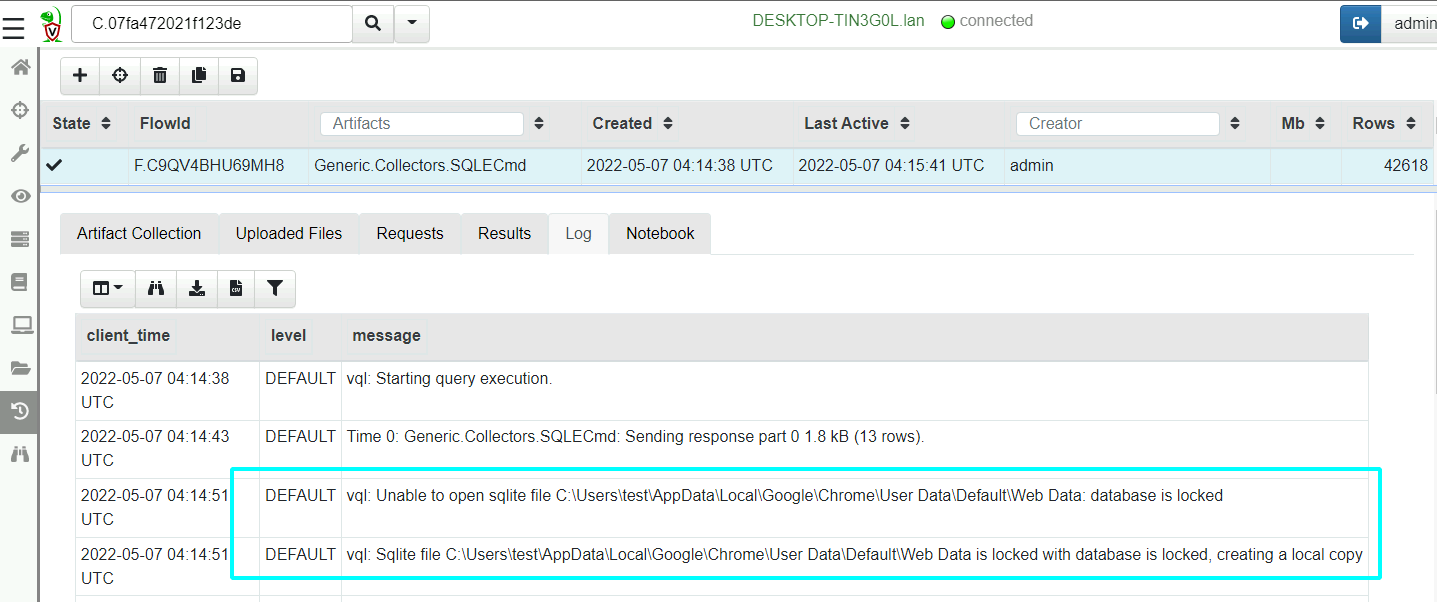 C.07fa472021f123de DESKTOP-TIN3G0L.lan connected admin
State FlowId Artifacts Created Last Active Creator Mb Rows
F.C9QV4BHU69MH8 Generic.Collectors.SQLECmd 2022-05-07 04:14:38 UTC 2022-05-07 04:15:41 UTC admin 42618
Artifact Collection Uploaded Files Requests Results Log Notebook
client_time level message
2022-05-07 04:14:38 DEFAULT vql: Starting query execution.
UTC
2022-05-07 04:14:43 DEFAULT Time 0: Generic.Collectors.SQLECmd: Sending response part 0 1.8 kB (13 rows).
UTC
2022-05-07 04:14:51 DEFAULT vql: Unable to open sqlite file C:\Users\test\AppData\Local\Google\Chrome\User Data\Default\Web Data: database is locked
UTC
2022-05-07 04:14:51 DEFAULT vql: Sqlite file C:\Users\test\AppData\Local\Google\Chrome\User Data\Default\Web Data is locked with database is locked, creating a local copy
UTC